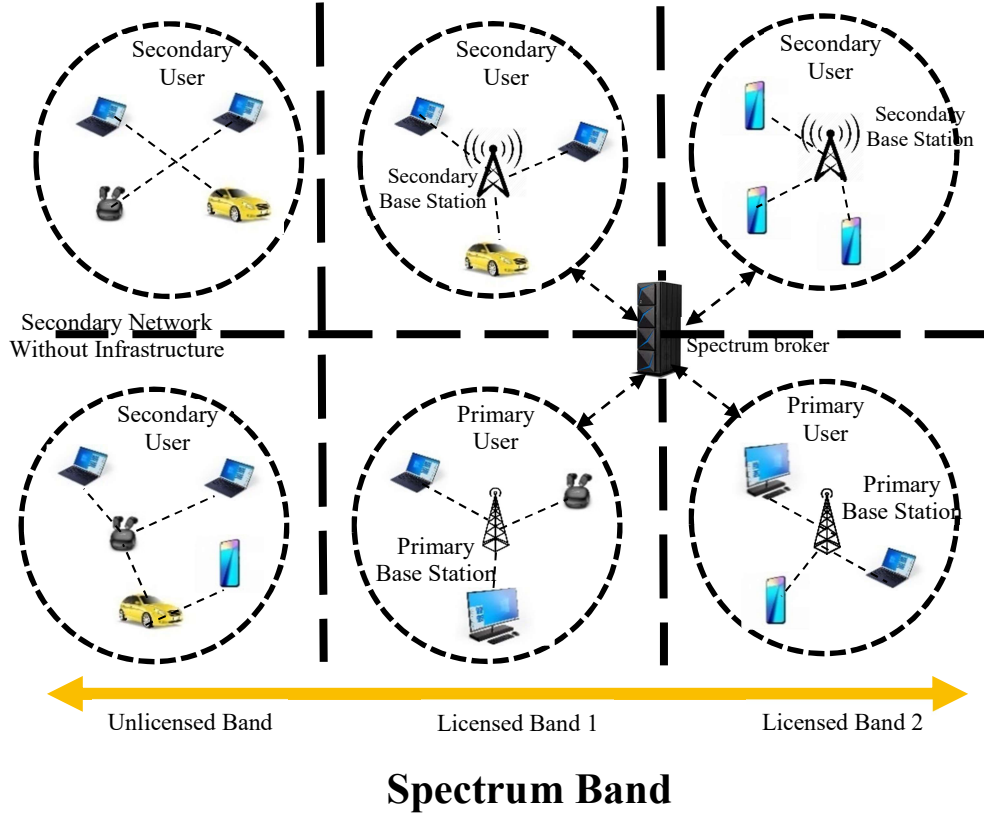 Secondary
User
Secondary
User
Secondary
Base Station
Secondary
User
Secondary
Base Station
Secondary Network
Without Infrastructure
Spectrum broker
Secondary
User
Primary
User
Primary
Base Station
Primary
User
Primary
Base Station
Unlicensed Band
Licensed Band 1
Licensed Band 2
Spectrum Band